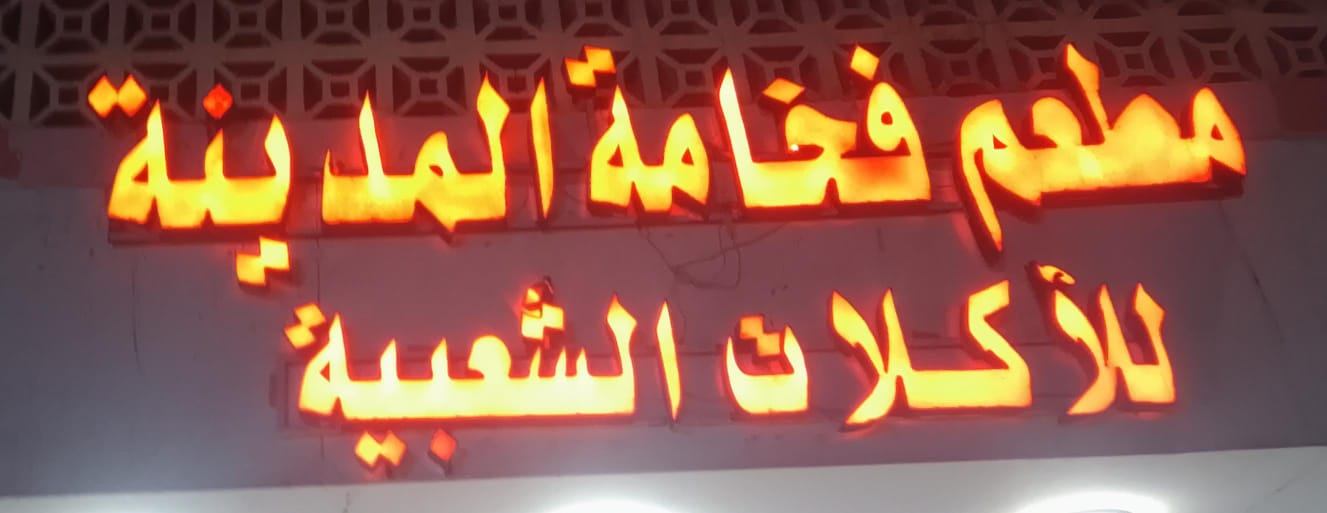 مطعم فخامة المدينة
للأكلات الشعبية